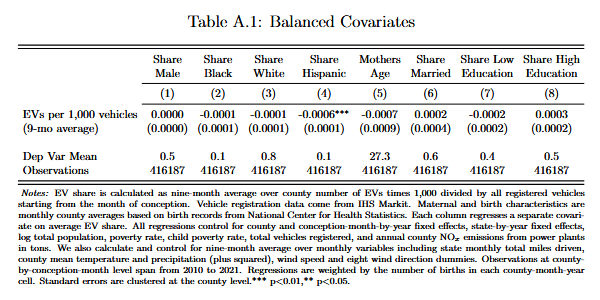 Table A.1: Balanced Covariates
Share Share Share Share Mothers Share Share Low Share High
Male Black White Hispanic Age Married Education Education
(1) (2) (3) (4) (5) (6) (7) (8)
EVs per 1,000 vehicles 0.0000 -0.0001 -0.0001 -0.0006*** -0.0007 0.0002 -0.0002 0.0003
(9-mo average) (0.0000) (0.0001) (0.0001) (0.0001) (0.0009) (0.0004) (0.0002) (0.0002)
Dep Var Mean 0.5 0.1 0.8 0.1 27.3 0.6 0.4 0.5
Observations 416187 416187 416187 416187 416187 416187 416187 416187
Notes: EV share is calculated as nine-month average over county number of EVs times 1,000 divided by all registered vehicles
starting from the month of conception. Vehicle registration data come from IHS Markit. Maternal and birth characteristics are
monthly county averages based on birth records from National Center for Health Statistics. Each column regresses a separate covari-
ate on average EV share. All regressions control for county and conception-month-by-year fixed effects, state-by-year fixed effects,
log total population, poverty rate, child poverty rate, total vehicles registered, and annual county NOx emissions from power plants
in tons. We also calculate and control for nine-month average over monthly variables including state monthly total miles driven,
county mean temperature and precipitation (plus squared), wind speed and eight wind direction dummies. Observations at county-
by-conception-month level span from 2010 to 2021. Regressions are weighted by the number of births in each county-month-year
cell. Standard errors are clustered at the county level.*** p<0.01,** p<0.05.